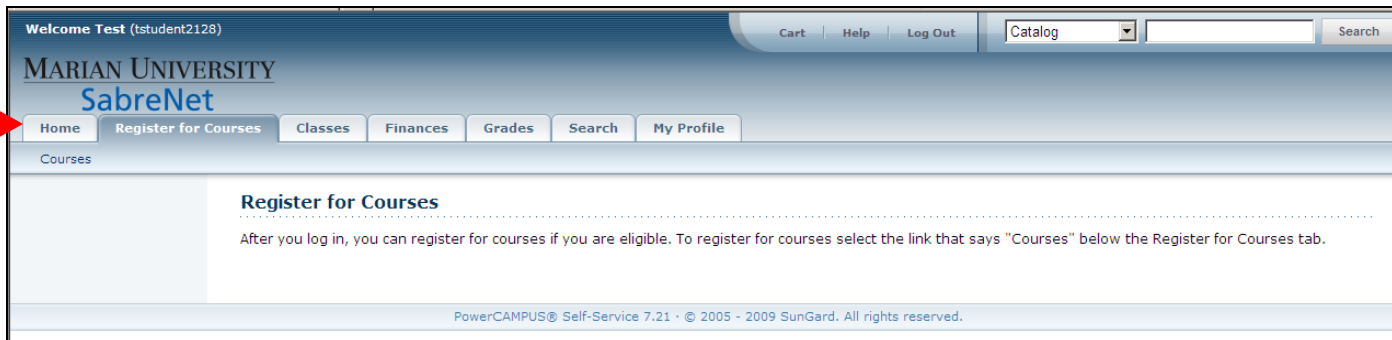 Welcome Test (tstudent2128)
Cart Help Log Out Catalog Search
MARIAN UNIVERSITY
SabreNet
Home Register for Courses Classes Finances Grades Search My Profile
Courses
Register for Courses
After you log in, you can register for courses if you are eligible. To register for courses select the link that says "Courses" below the Register for Courses tab.
PowerCAMPUS® Self-Service 7.21 · © 2005 - 2009 SunGard. All rights reserved.